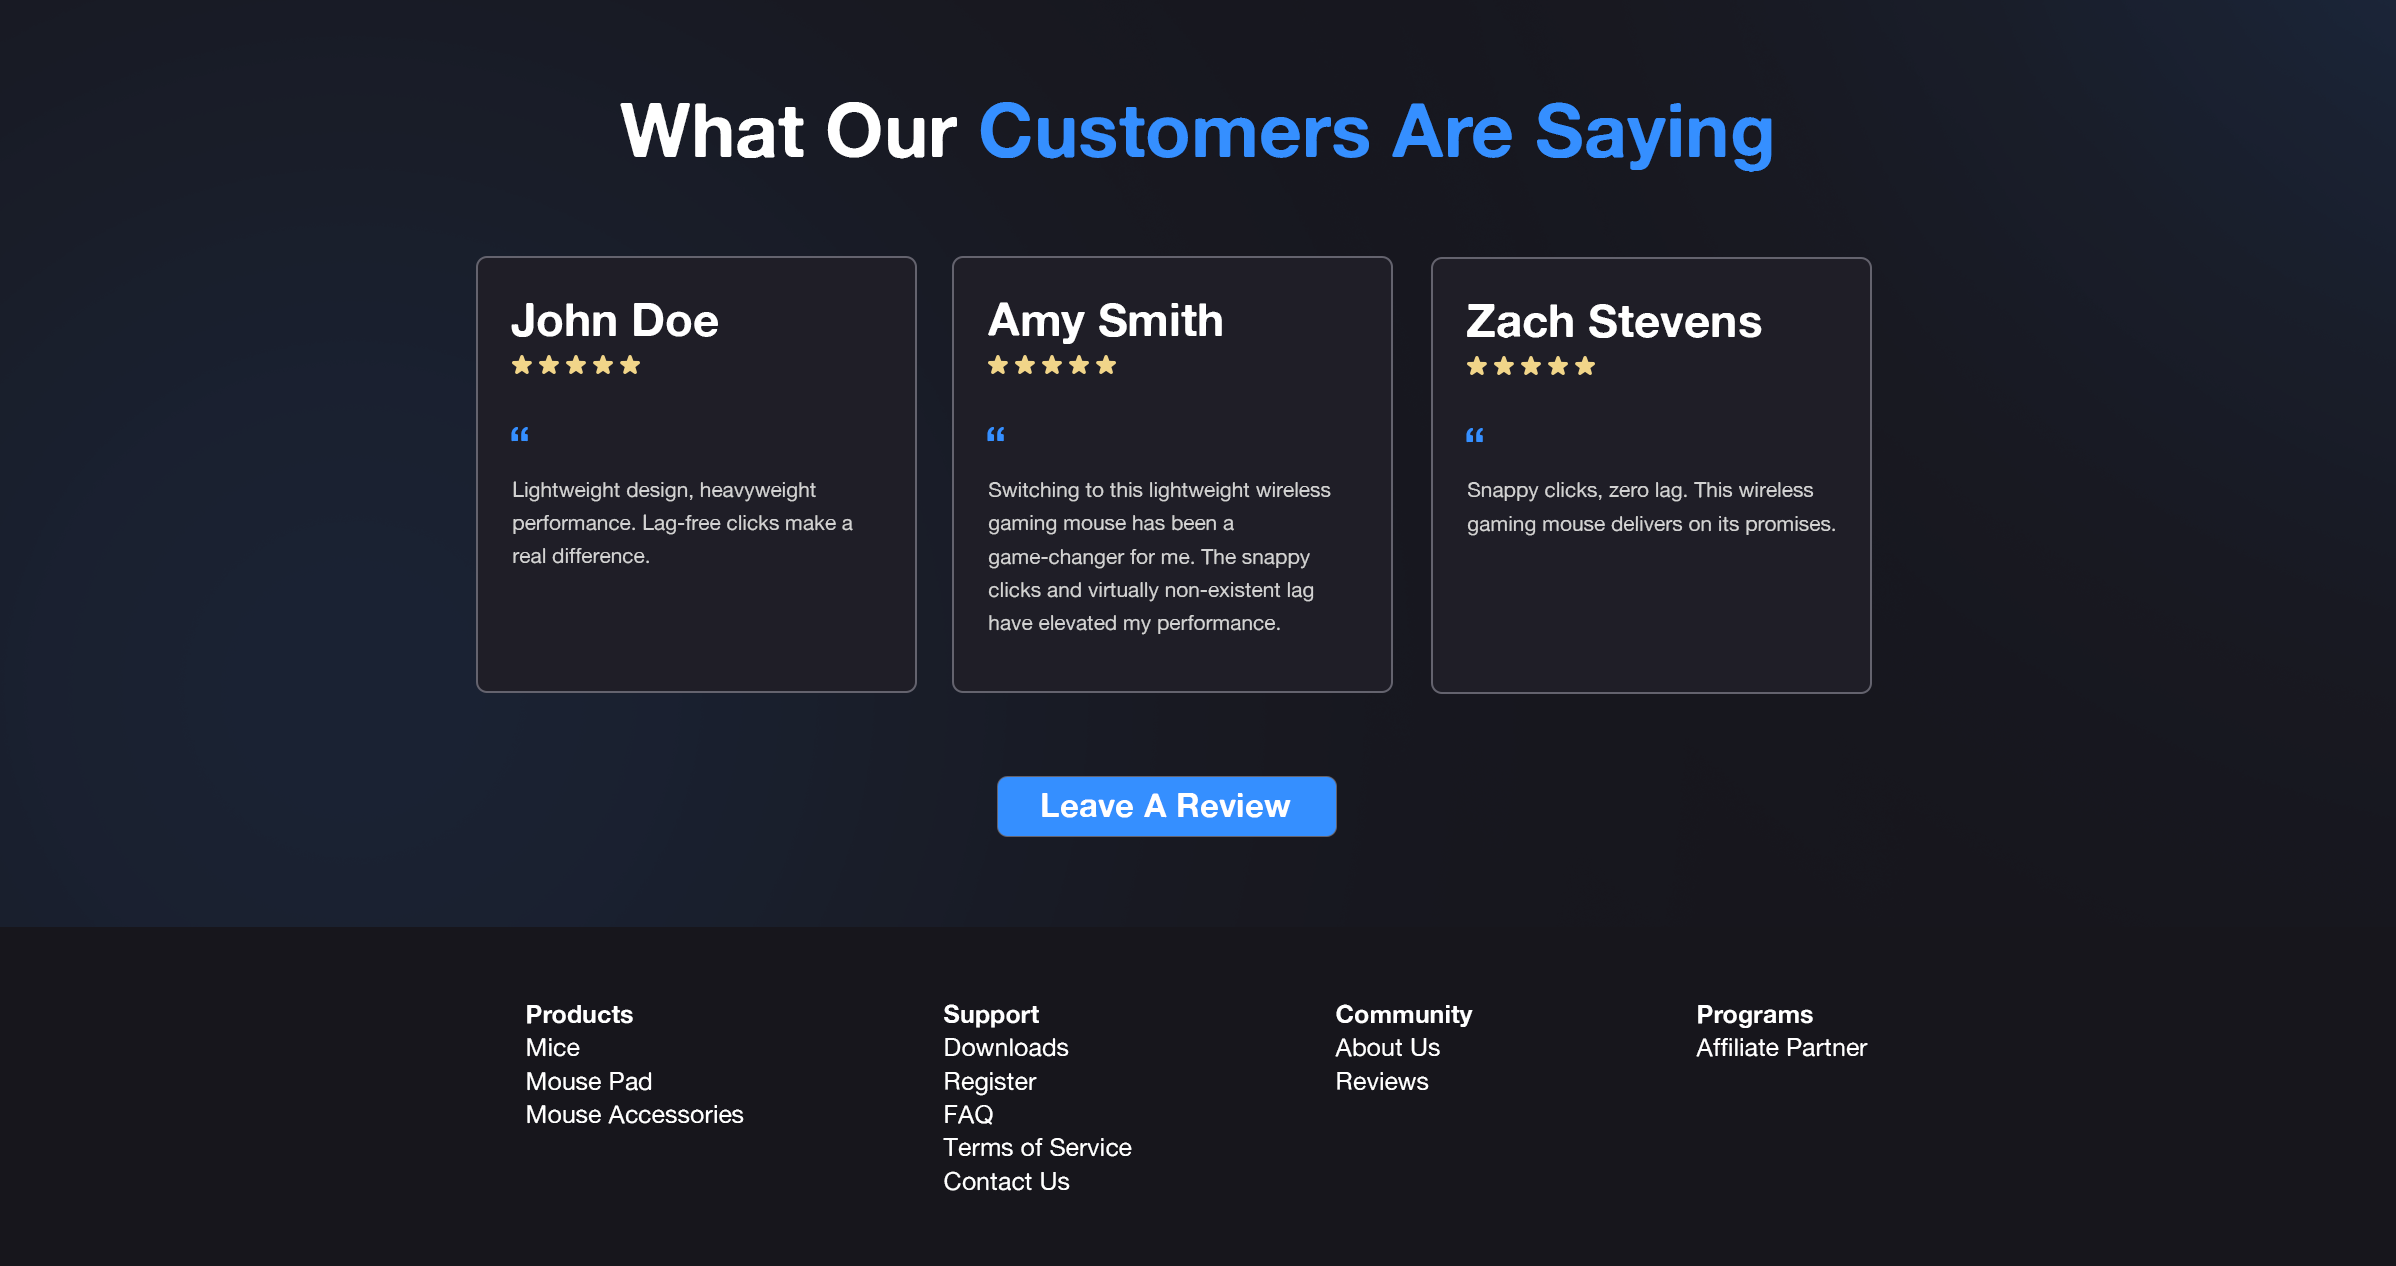 What Our Customers Are Saying
John Doe
“
Lightweight design, heavyweight
performance. Lag-free clicks make a
real difference.
Amy Smith
“
Switching to this lightweight wireless
gaming mouse has been a
game-changer for me. The snappy
clicks and virtually non-existent lag
have elevated my performance.
Zach Stevens
“
Snappy clicks, zero lag. This wireless
gaming mouse delivers on its promises.
Leave A Review
Products
Mice
Mouse Pad
Mouse Accessories
Support
Downloads
Register
FAQ
Terms of Service
Contact Us
Community
About Us
Reviews
Programs
Affiliate Partner